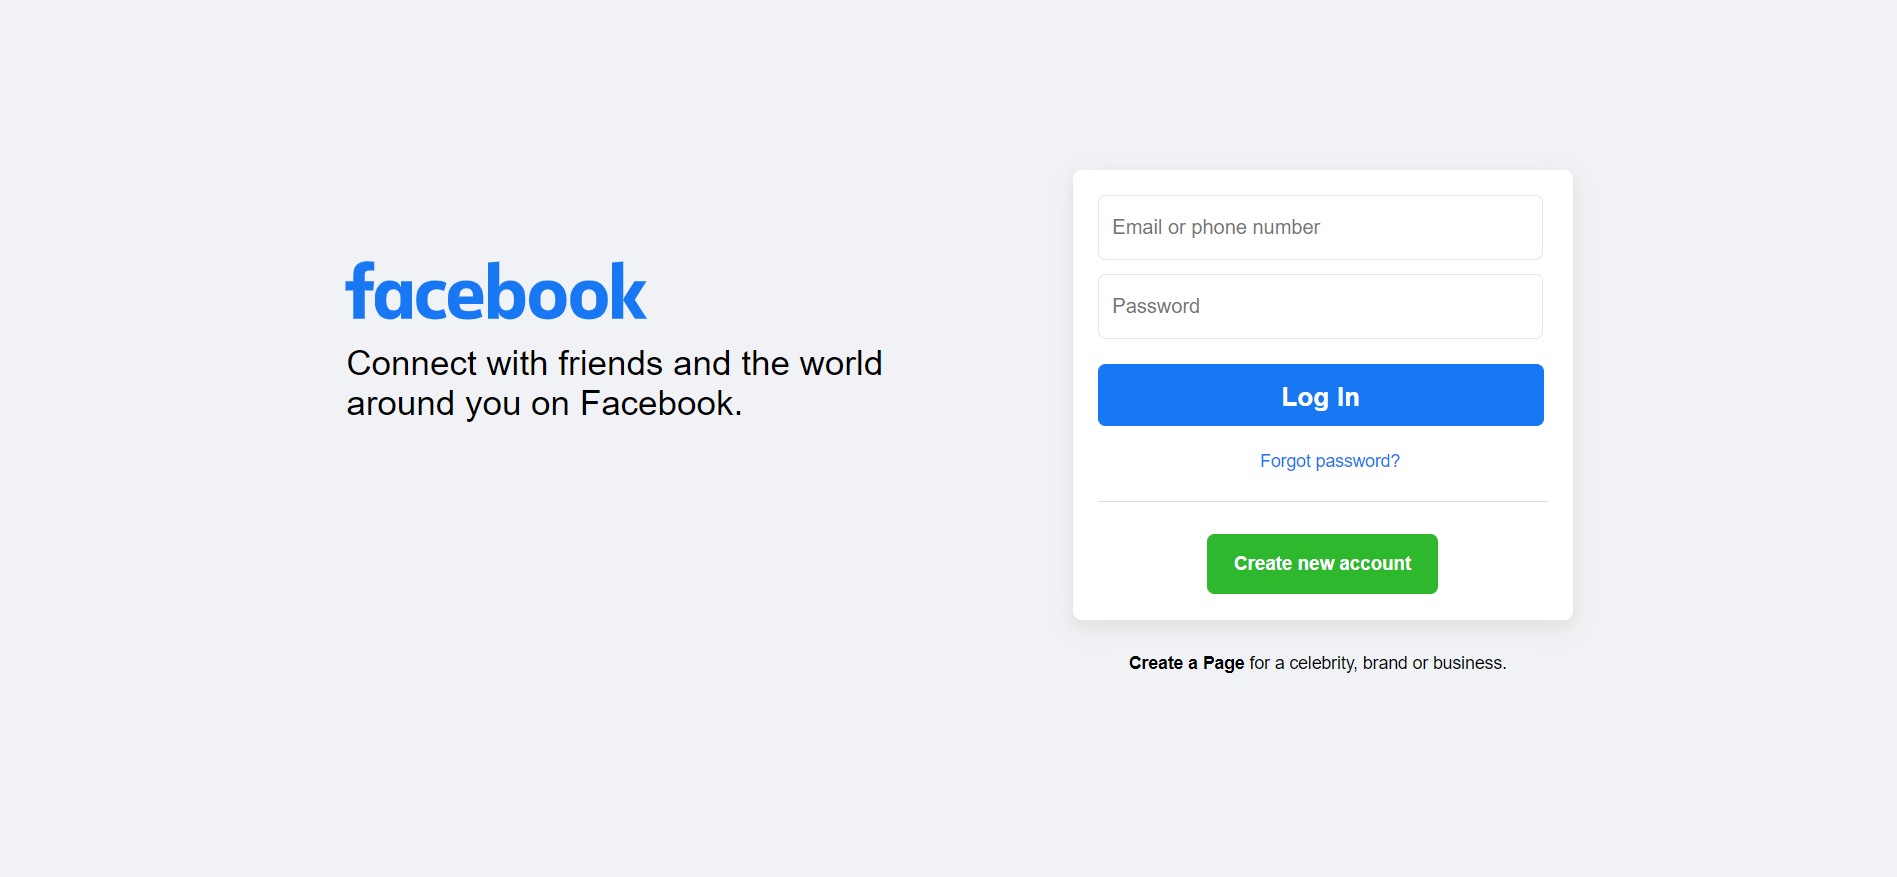 facebook
Connect with friends and the world
around you on Facebook.
Email or phone number
Password
Log In
Forgot password?
Create new account
Create a Page for a celebrity, brand or business.